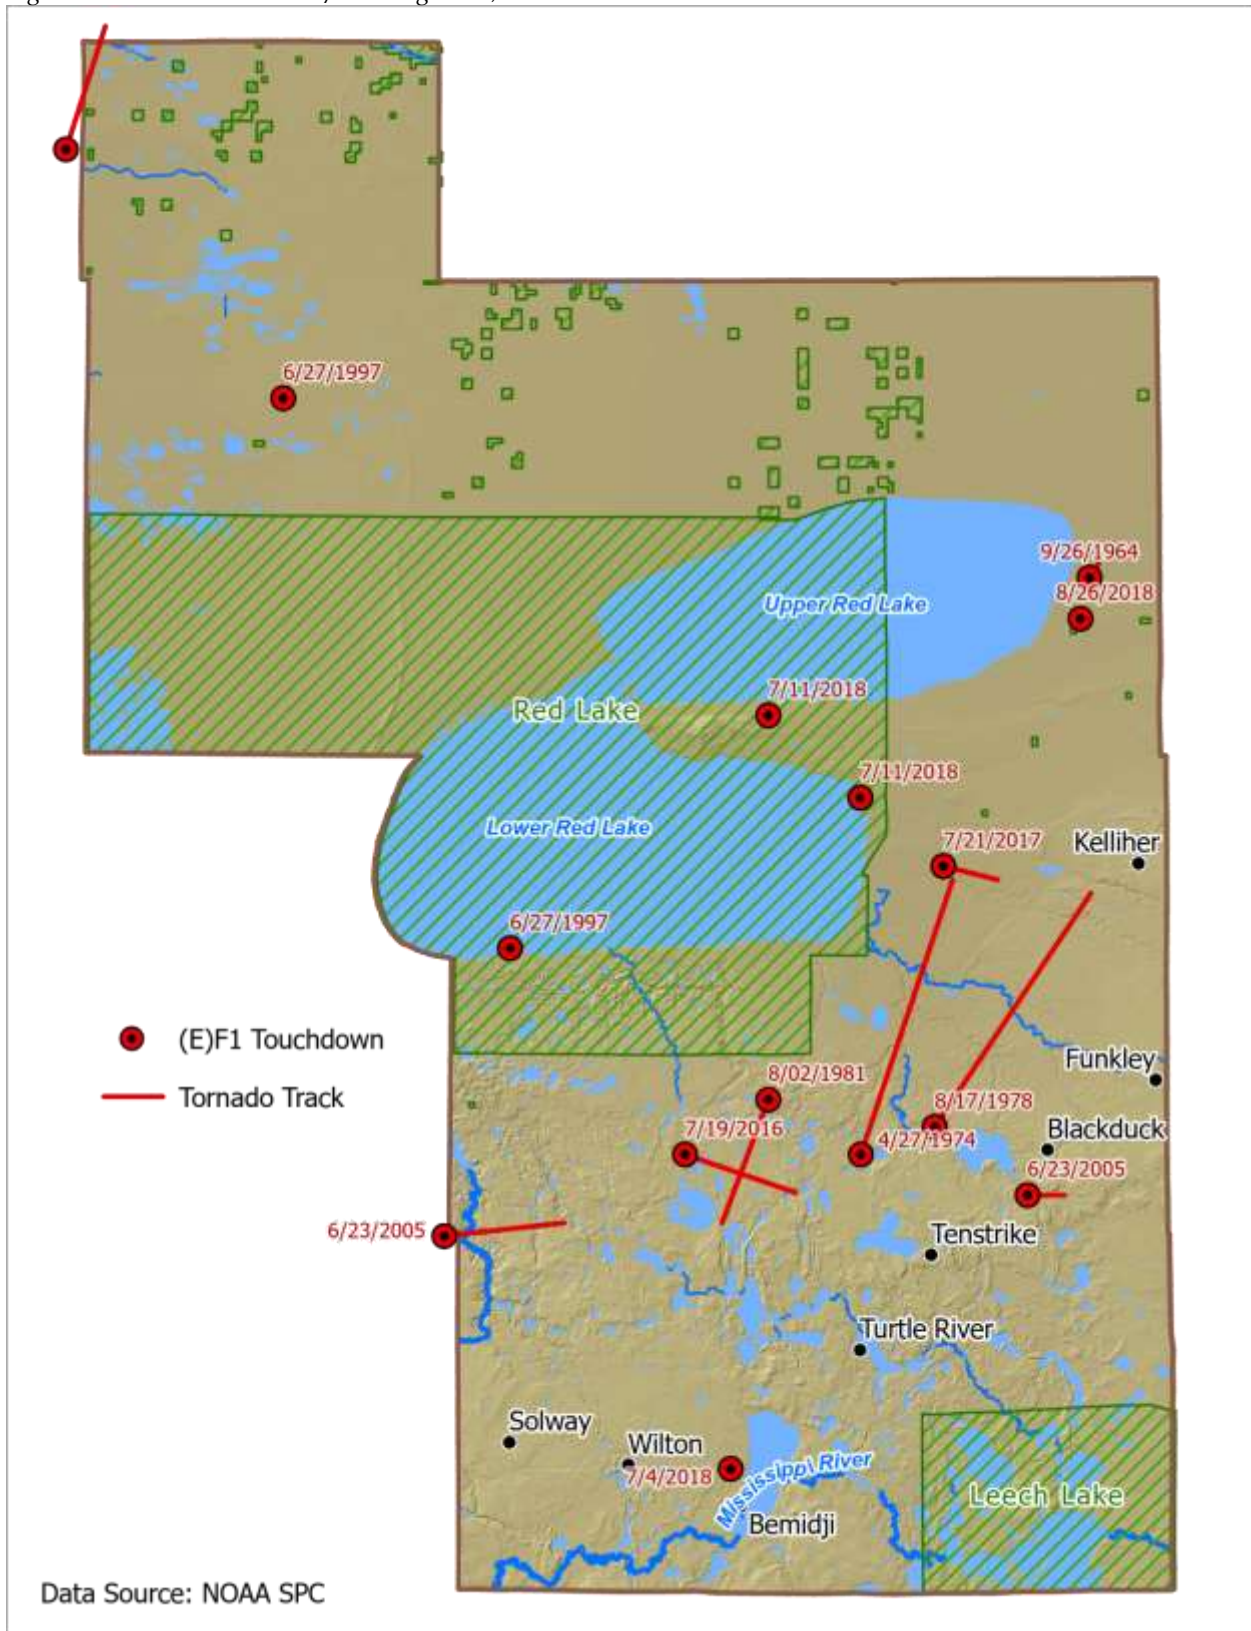 6/27/1997
9/26/1964
8/26/2018
Upper Red Lake
7/11/2018
Red Lake
7/11/2018
Lower Red Lake
7/21/2017
Kelliher
6/27/1997
(E)F1 Touchdown
Tornado Track
Funkley
8/02/1981
8/17/1978
7/19/2016
4/27/1974
Blackduck
6/23/2005
6/23/2005
Tenstrike
Turtle River
Solway
Wilton
7/4/2018
Mississippi River
Leech Lake
Bemidji
Data Source: NOAA SPC